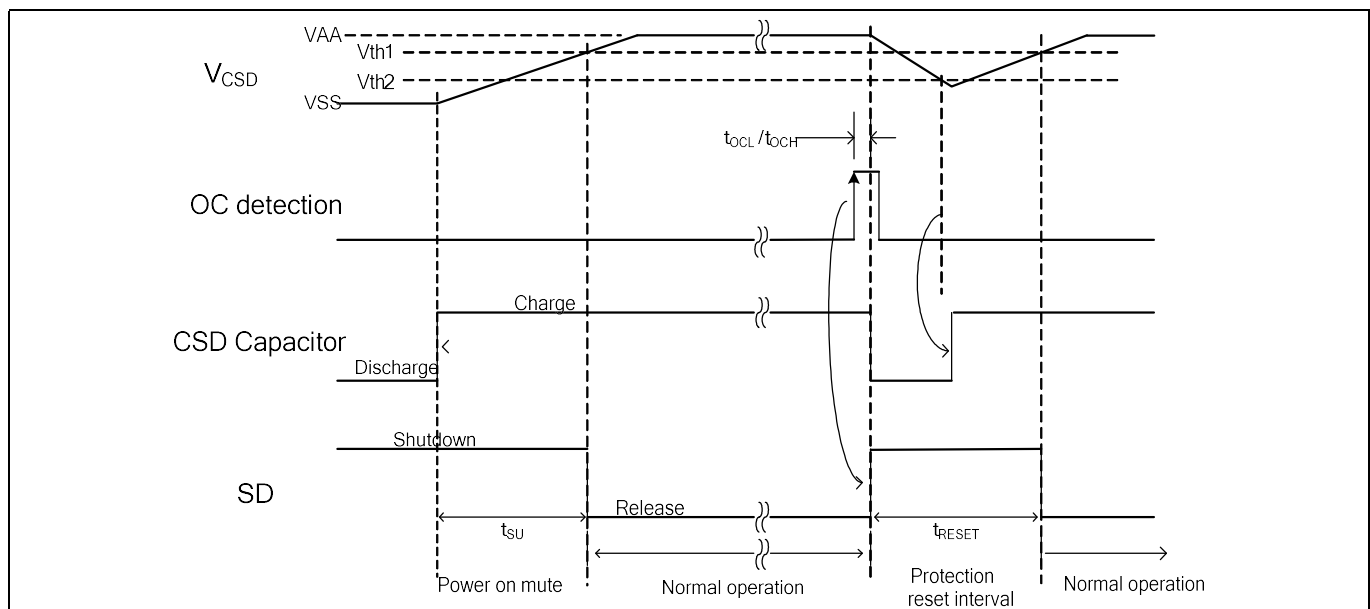 VAA
Vth1
VCSD
Vth2
VSS
tOCL /tOCH
OC detection
Charge
CSD Capacitor
Discharge
Shutdown
SD
Release
tSU
tRESET
Power on mute
Normal operation
Protection
reset interval
Normal operation